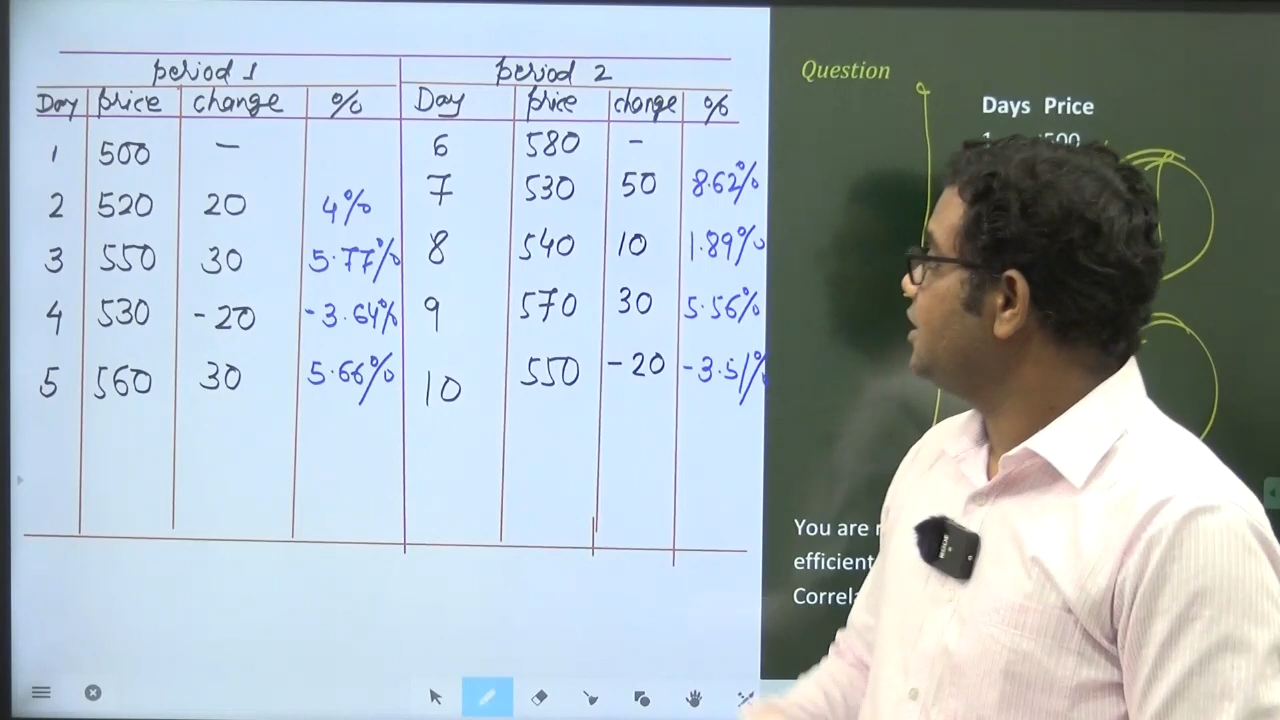 period 1 period 2
Day price change % Day price change %
1 500 - 6 580 -
2 520 20 4% 7 530 50 8.62%
3 550 30 5.77% 8 540 10 1.89%
4 530 -20 -3.64% 9 570 30 5.56%
5 560 30 5.66% 10 550 -20 -3.51%
Question
Days Price
1 500
You are
efficient